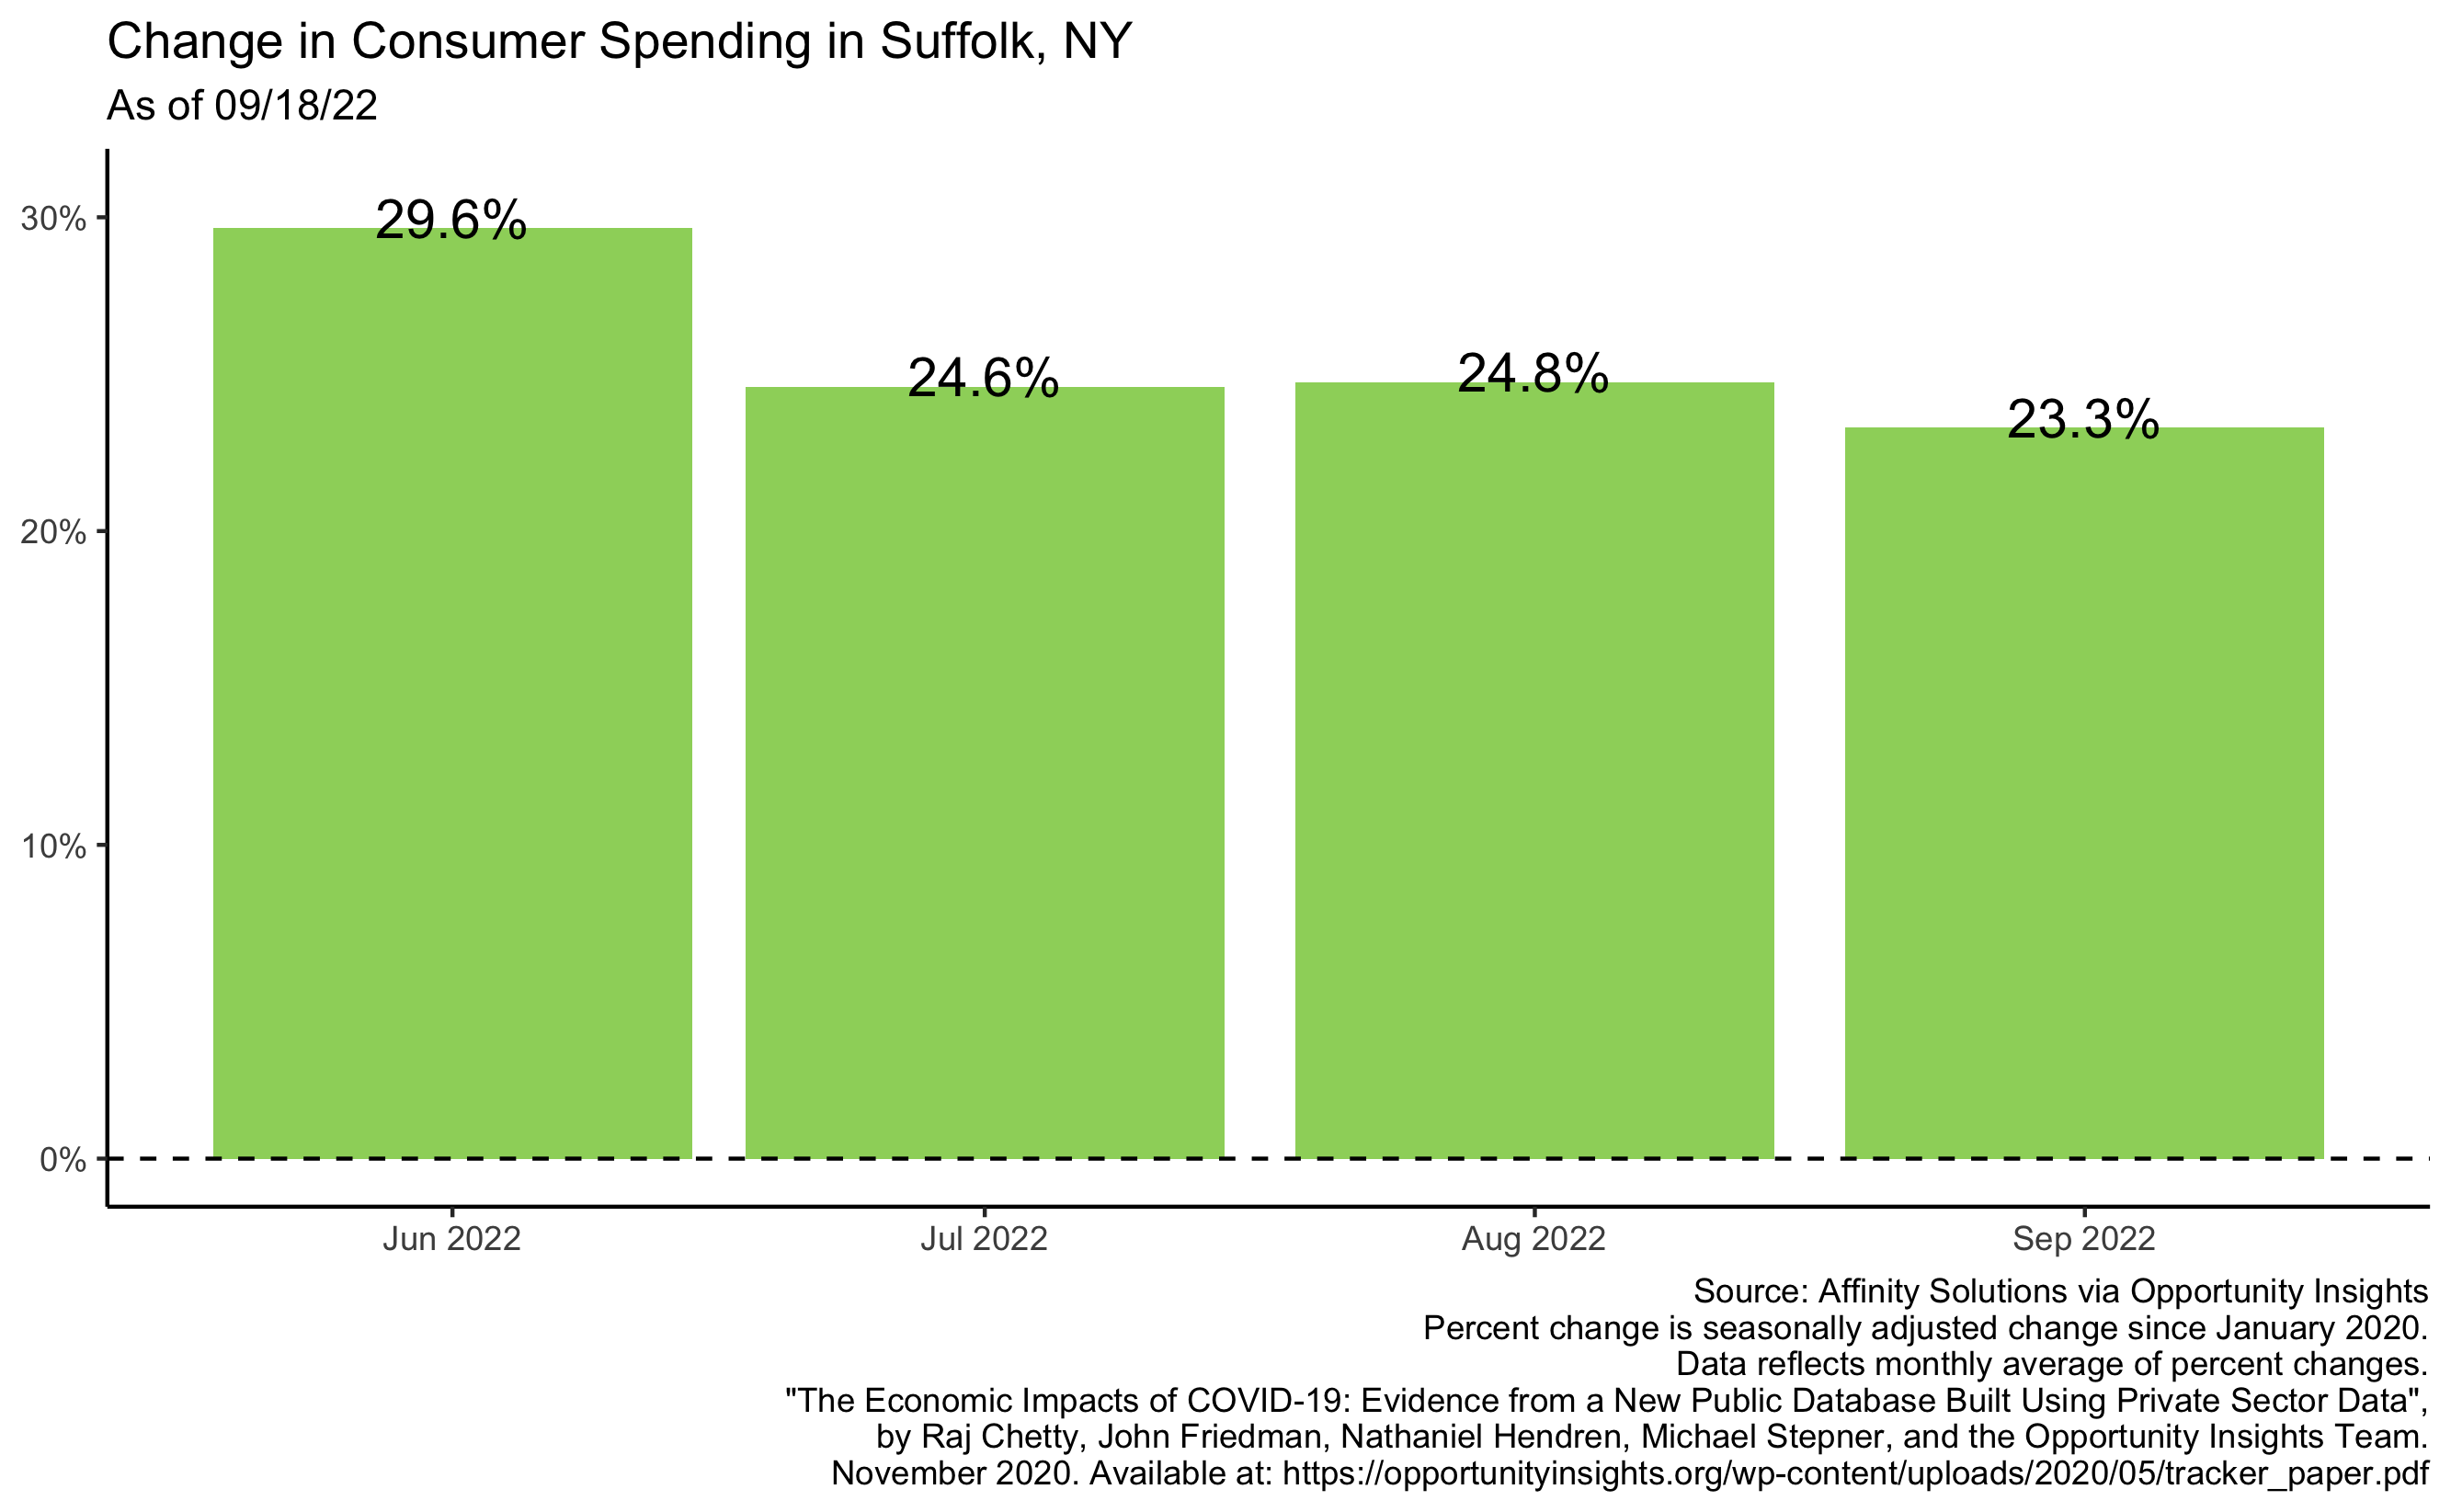 Change in Consumer Spending in Suffolk, NY
As of 09/18/22
30%
20%
10%
0%
29.6%
24.6%
24.8%
23.3%
Jun 2022
Jul 2022
Aug 2022
Sep 2022
Source: Affinity Solutions via Opportunity Insights
Percent change is seasonally adjusted change since January 2020.
Data reflects monthly average of percent changes.
"The Economic Impacts of COVID-19: Evidence from a New Public Database Built Using Private Sector Data",
by Raj Chetty, John Friedman, Nathaniel Hendren, Michael Stepner, and the Opportunity Insights Team.
November 2020. Available at: https://opportunityinsights.org/wp-content/uploads/2020/05/tracker_paper.pdf